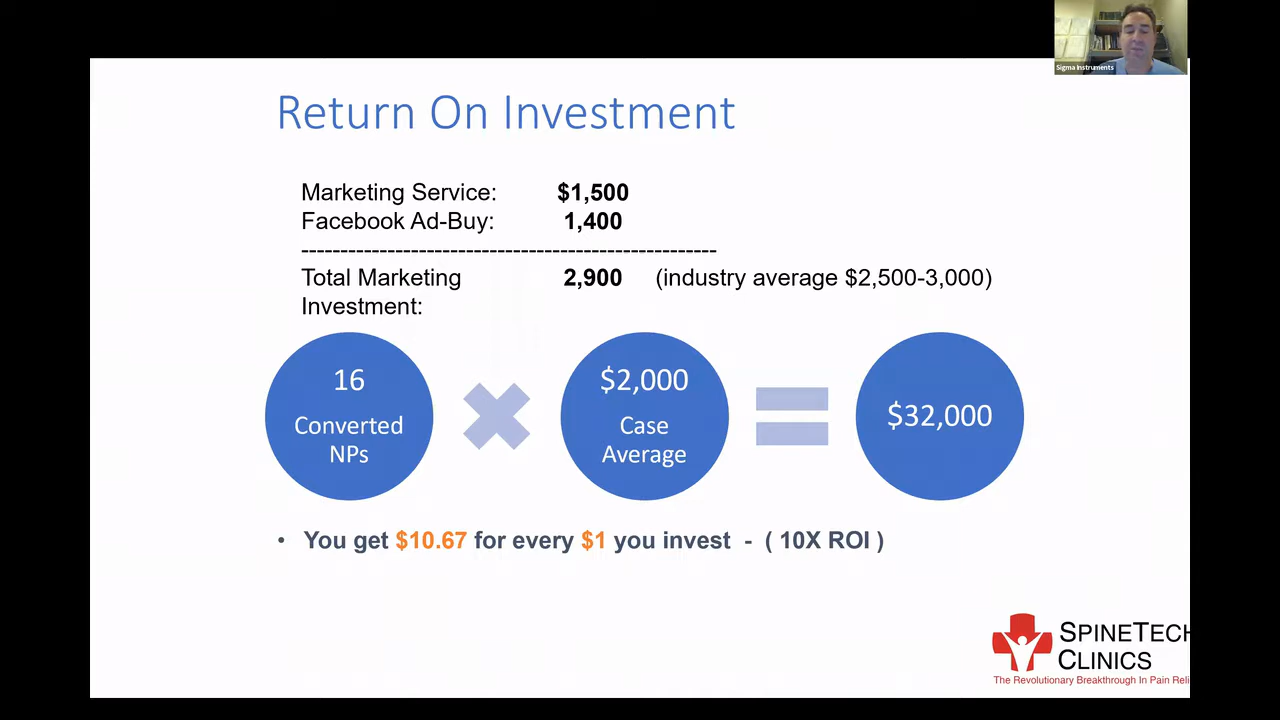 Sigma Instruments
Return On Investment
Marketing Service: $1,500
Facebook Ad-Buy: 1,400
-----------------------------------------------------
Total Marketing 2,900 (industry average $2,500-3,000)
Investment:
16
Converted
NPs
$2,000
Case
Average
$32,000
• You get $10.67 for every $1 you invest - ( 10X ROI )
SPINETECH
CLINICS
The Revolutionary Breakthrough In Pain Reli